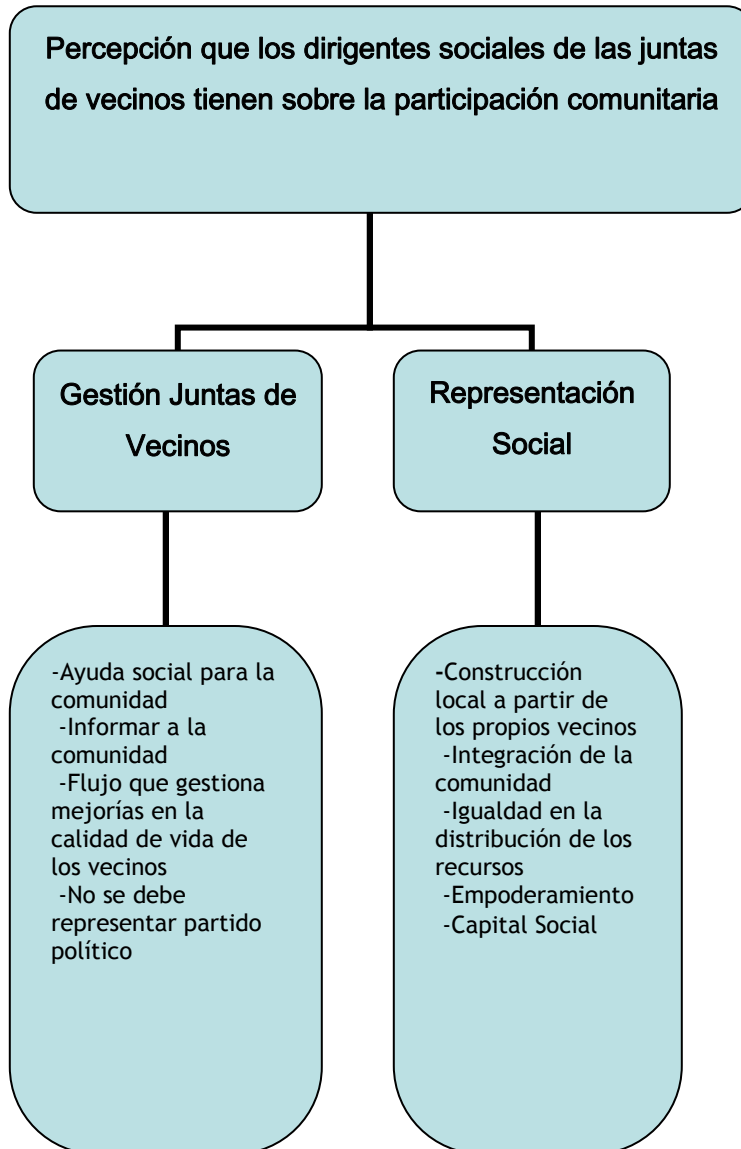 Percepción que los dirigentes sociales de las juntas
de vecinos tienen sobre la participación comunitaria
Gestión Juntas de
Vecinos
Representación
Social
-Ayuda social para la
comunidad
-Informar a la
comunidad
-Flujo que gestiona
mejorías en la
calidad de vida de
los vecinos
-No se debe
representar partido
político
-Construcción
local a partir de
los propios vecinos
-Integración de la
comunidad
-Igualdad en la
distribución de los
recursos
-Empoderamiento
-Capital Social